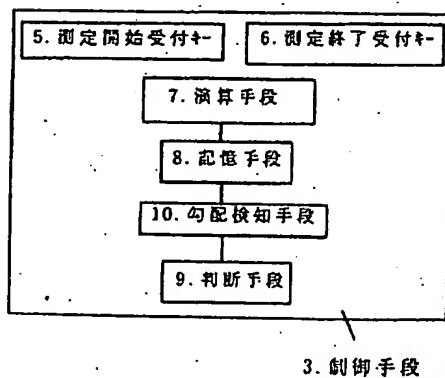 5. 測定開始受付キー
6. 測定終了受付キー
7. 演算手段
8. 記憶手段
10. 勾配検知手段
9. 判断手段
3. 制御手段